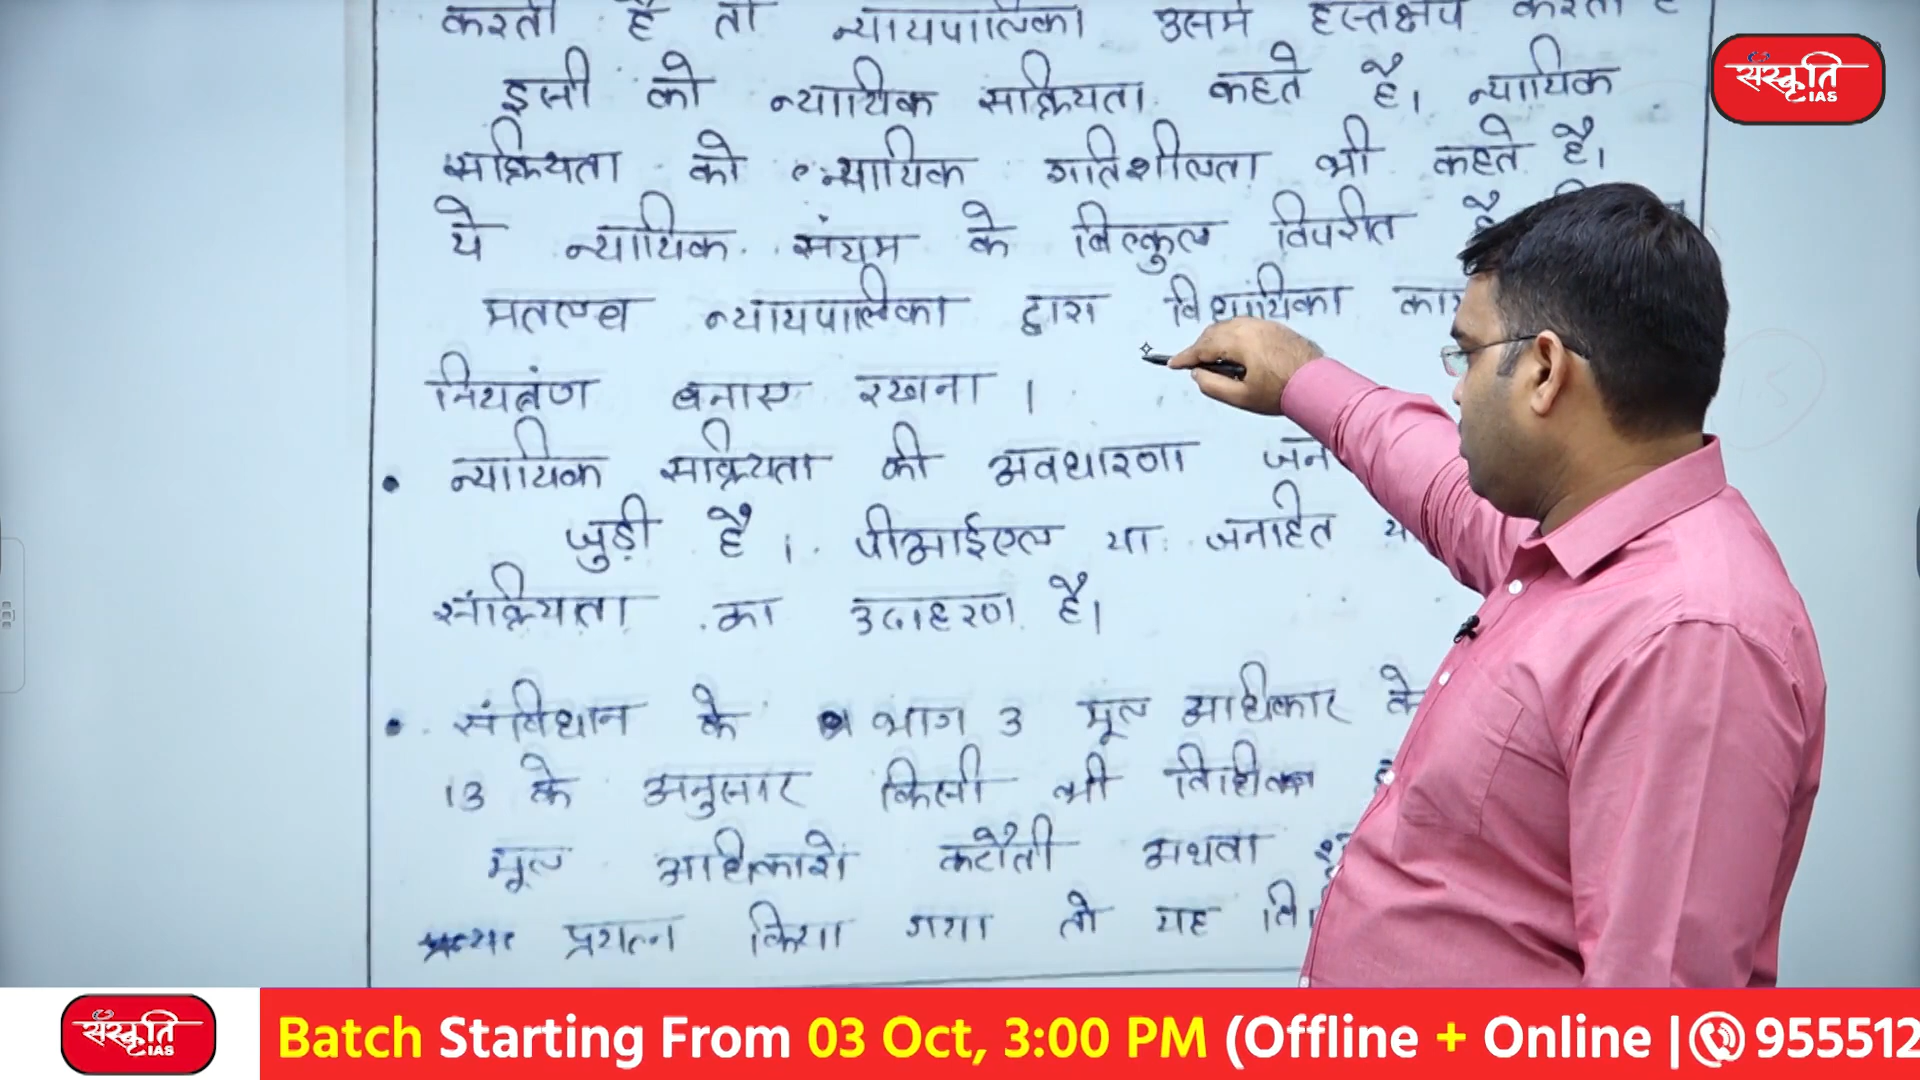 करती है तो न्यायपालिका उसमे हस्तक्षेप करती है
संस्कृति
IAS
इसी को न्यायिक सक्रियता कहते है। न्यायिक
सक्रियता को न्यायिक गतिशीलता भी कहते है।
ये न्यायिक संयम के बिल्कुल विपरीत है
मतलब न्यायपालिका द्वारा विधायिका
नियतंण बनाए रखना।
• न्यायिक सक्रियता की अवधारणा जन
जुड़ी है। पीआईएल या जनहित
सक्रियता का उदाहरण है।
• संविधान के भाग 3 मूल अधिकार के
13 के अनुसार किसी भी विधि
मूल अधिकारो कटौती अथवा
प्रयत्न किया गया तो यह
संस्कृति
IAS
Batch Starting From 03 Oct, 3:00 PM (Offline + Online | 955512